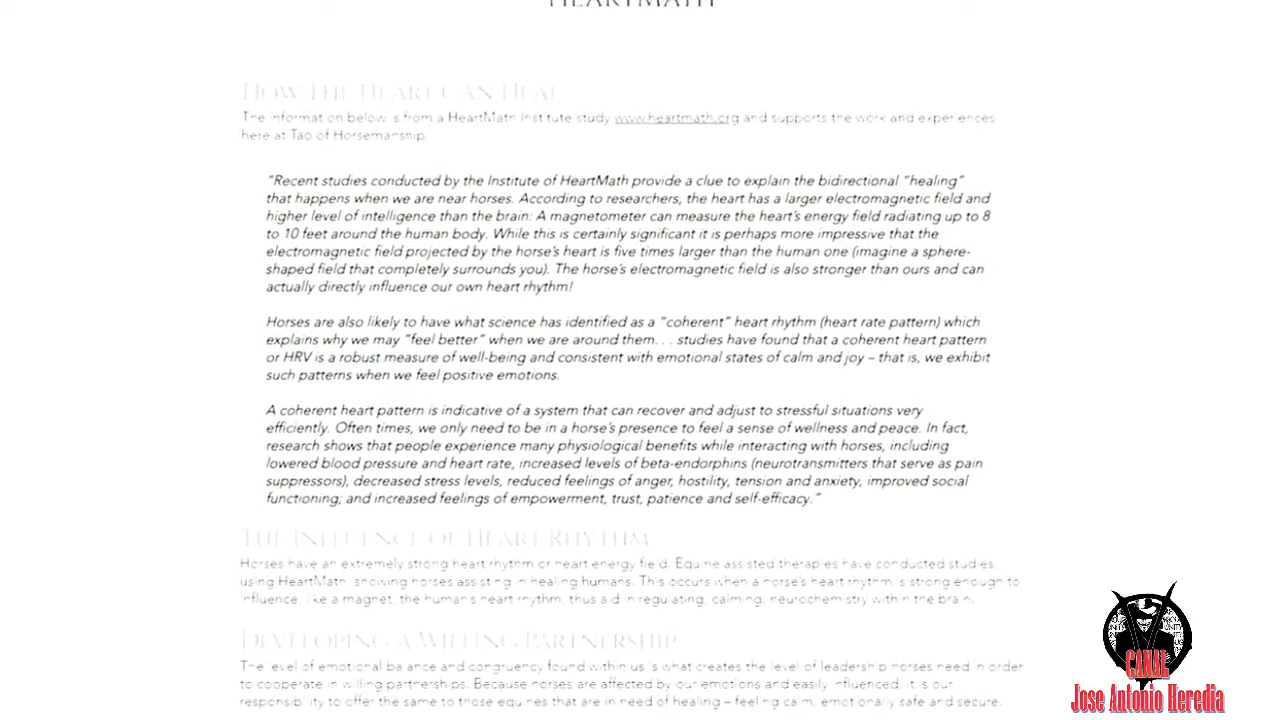 HEARTMATH
HOW THE HEART CAN HEAL
The information below is from a HeartMath Institute study www.heartmath.org and supports the work and experiences
here at Tao of Horsemanship.
"Recent studies conducted by the Institute of HeartMath provide a clue to explain the bidirectional "healing"
that happens when we are near horses. According to researchers, the heart has a larger electromagnetic field and
higher level of intelligence than the brain: A magnetometer can measure the heart's energy field radiating up to 8
to 10 feet around the human body. While this is certainly significant it is perhaps more impressive that the
electromagnetic field projected by the horse's heart is five times larger than the human one (imagine a sphere-
shaped field that completely surrounds you). The horse's electromagnetic field is also stronger than ours and can
actually directly influence our own heart rhythm!
Horses are also likely to have what science has identified as a "coherent" heart rhythm (heart rate pattern) which
explains why we may "feel better" when we are around them. . . studies have found that a coherent heart pattern
or HRV is a robust measure of well-being and consistent with emotional states of calm and joy – that is, we exhibit
such patterns when we feel positive emotions.
A coherent heart pattern is indicative of a system that can recover and adjust to stressful situations very
efficiently. Often times, we only need to be in a horse's presence to feel a sense of wellness and peace. In fact,
research shows that people experience many physiological benefits while interacting with horses, including
lowered blood pressure and heart rate, increased levels of beta-endorphins (neurotransmitters that serve as pain
suppressors), decreased stress levels, reduced feelings of anger, hostility, tension and anxiety, improved social
functioning; and increased feelings of empowerment, trust, patience and self-efficacy."
THE INFLUENCE OF HEART RHYTHM
Horses have an extremely strong heart rhythm or heart energy field. Equine assisted therapies have conducted studies,
using HeartMath, showing horses assisting in healing humans. This occurs when a horse's heart rhythm is strong enough to
influence, like a magnet, the human's heart rhythm, thus aid in regulating, calming, neurochemistry within the brain.
DEVELOPING A WILLING PARTNERSHIP
The level of emotional balance and congruency found within us is what creates the level of leadership horses need in order
to cooperate in willing partnerships. Because horses are affected by our emotions and easily influenced, it is our
responsibility to offer the same to those equines that are in need of healing – feeling calm, emotionally safe and secure.
CANAL
Jose Antonio Heredia